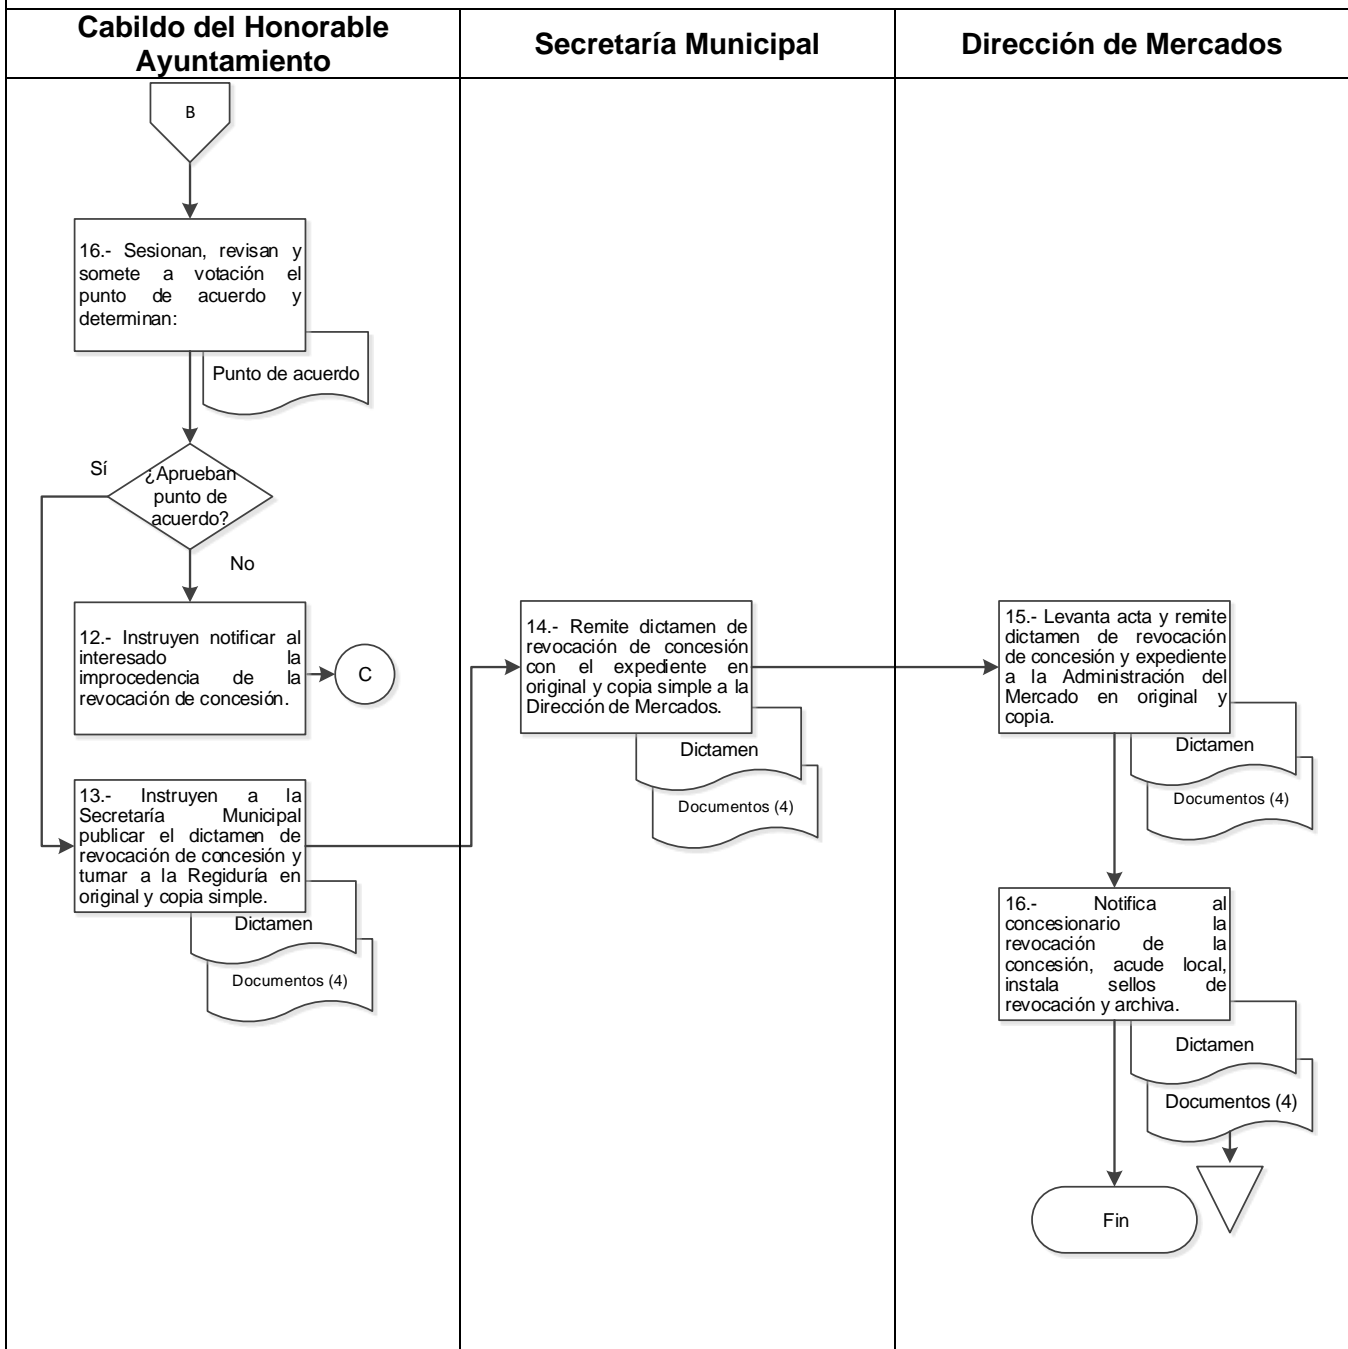 Cabildo del Honorable
Ayuntamiento
Secretaría Municipal
Dirección de Mercados
B
16.- Sesionan, revisan y
somete a votación el
punto de acuerdo y
determinan:
Punto de acuerdo
Sí
¿Aprueban
punto de
acuerdo?
No
12.- Instruyen notificar al
interesado la
improcedencia de la
revocación de concesión.
C
13.- Instruyen a la
Secretaría Municipal
publicar el dictamen de
revocación de concesión y
turnar a la Regiduría en
original y copia simple.
Dictamen
Documentos (4)
14.- Remite dictamen de
revocación de concesión
con el expediente en
original y copia simple a la
Dirección de Mercados.
Dictamen
Documentos (4)
15.- Levanta acta y remite
dictamen de revocación
de concesión y expediente
a la Administración del
Mercado en original y
copia.
Dictamen
Documentos (4)
16.- Notifica al
concesionario la
revocación de la
concesión, acude local,
instala sellos de
revocación y archiva.
Dictamen
Documentos (4)
Fin